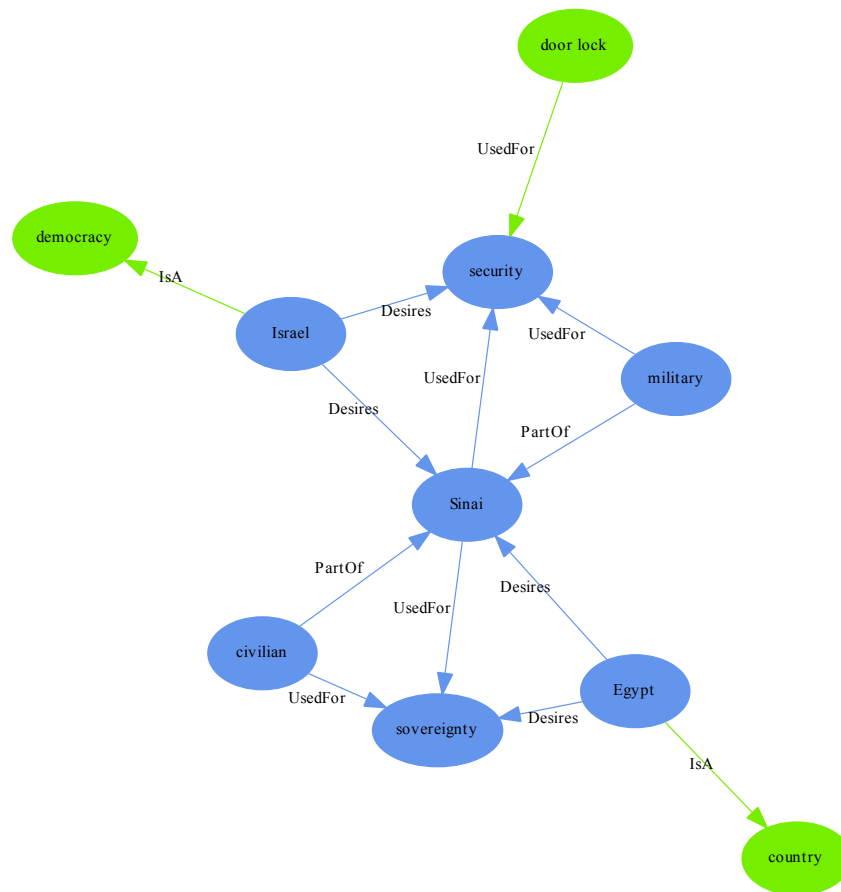 door lock
UsedFor
democracy
IsA
security
Israel
Desires
UsedFor
UsedFor
military
Desires
PartOf
Sinai
PartOf
Desires
UsedFor
civilian
UsedFor
Egypt
Desires
sovereignty
IsA
country